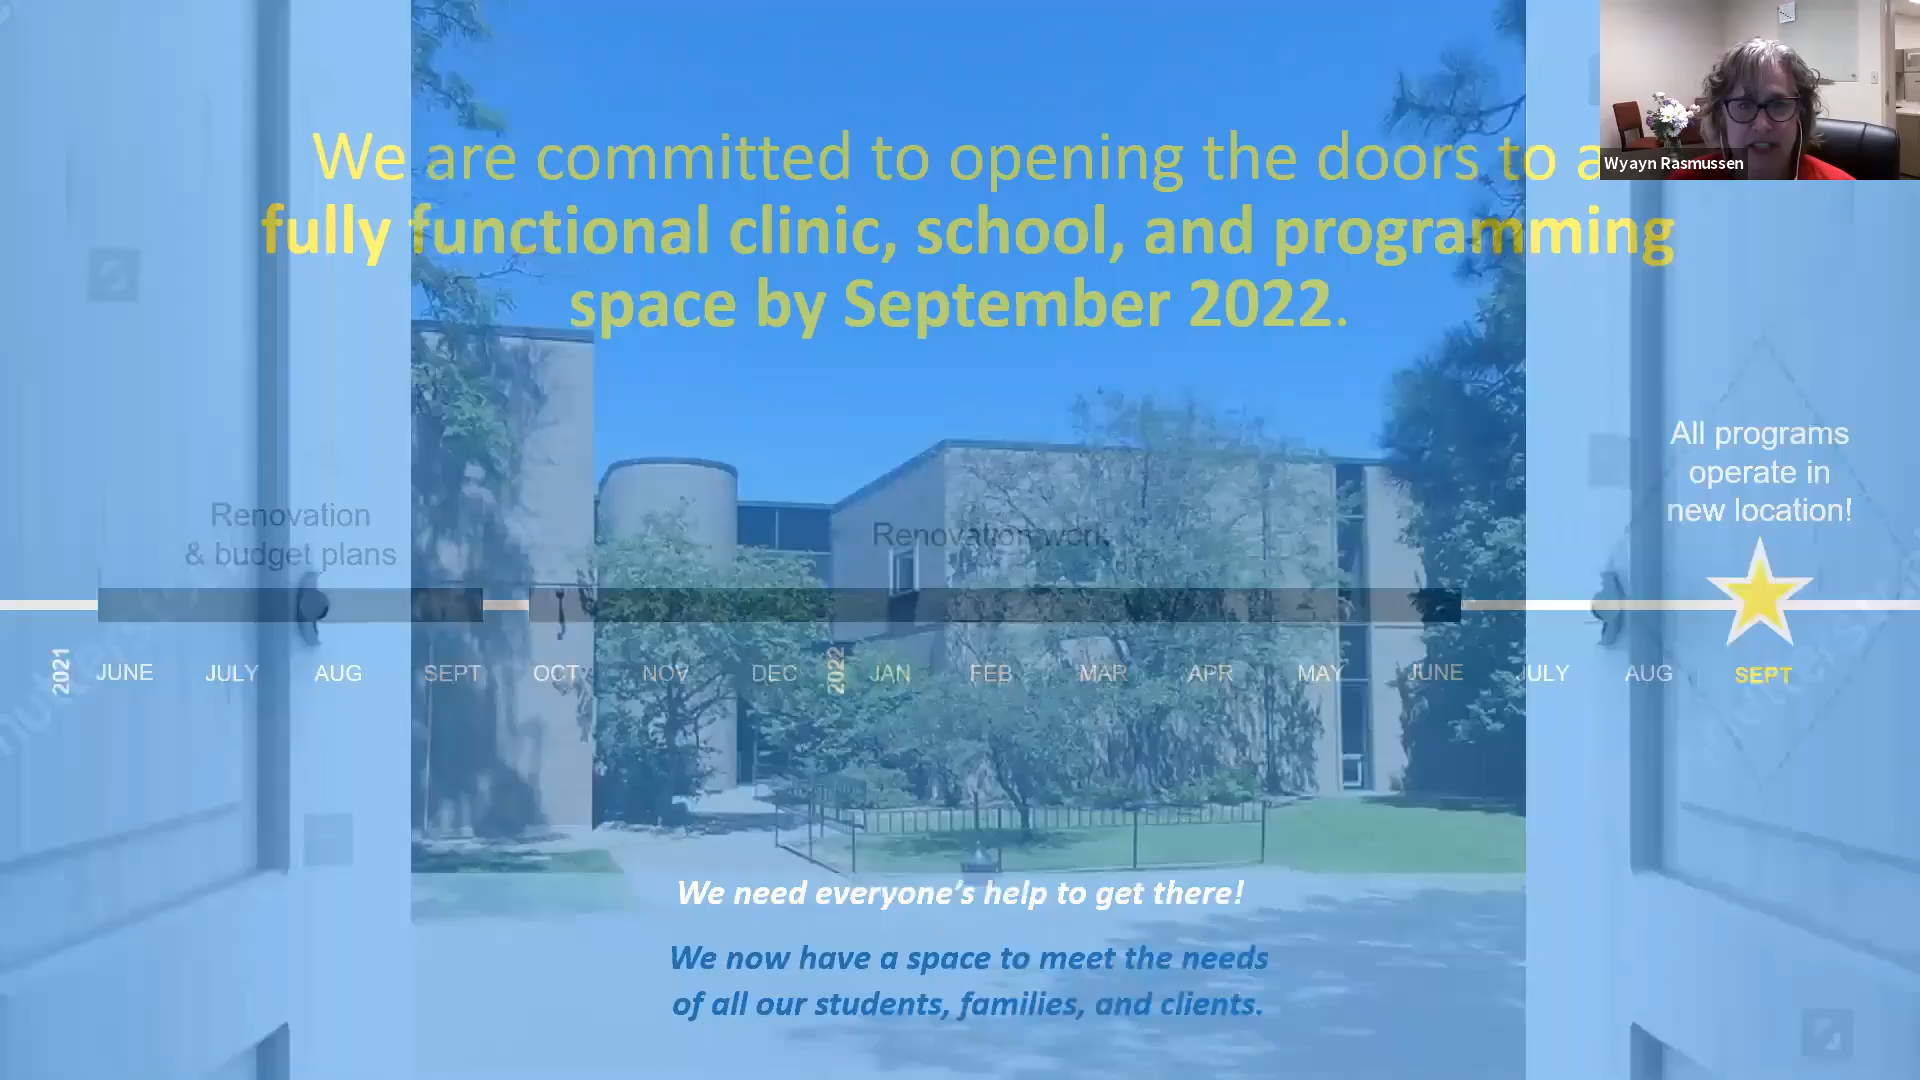 We are committed to opening the doors to a
fully functional clinic, school, and programming
space by September 2022.
Wyayn Rasmussen
All programs
operate in
new location!
Renovation
& budget plans
Renovation work
2021 JUNE JULY AUG SEPT OCT NOV DEC 2022 JAN FEB MAR APR MAY JUNE JULY AUG SEPT
We need everyone's help to get there!
We now have a space to meet the needs
of all our students, families, and clients.